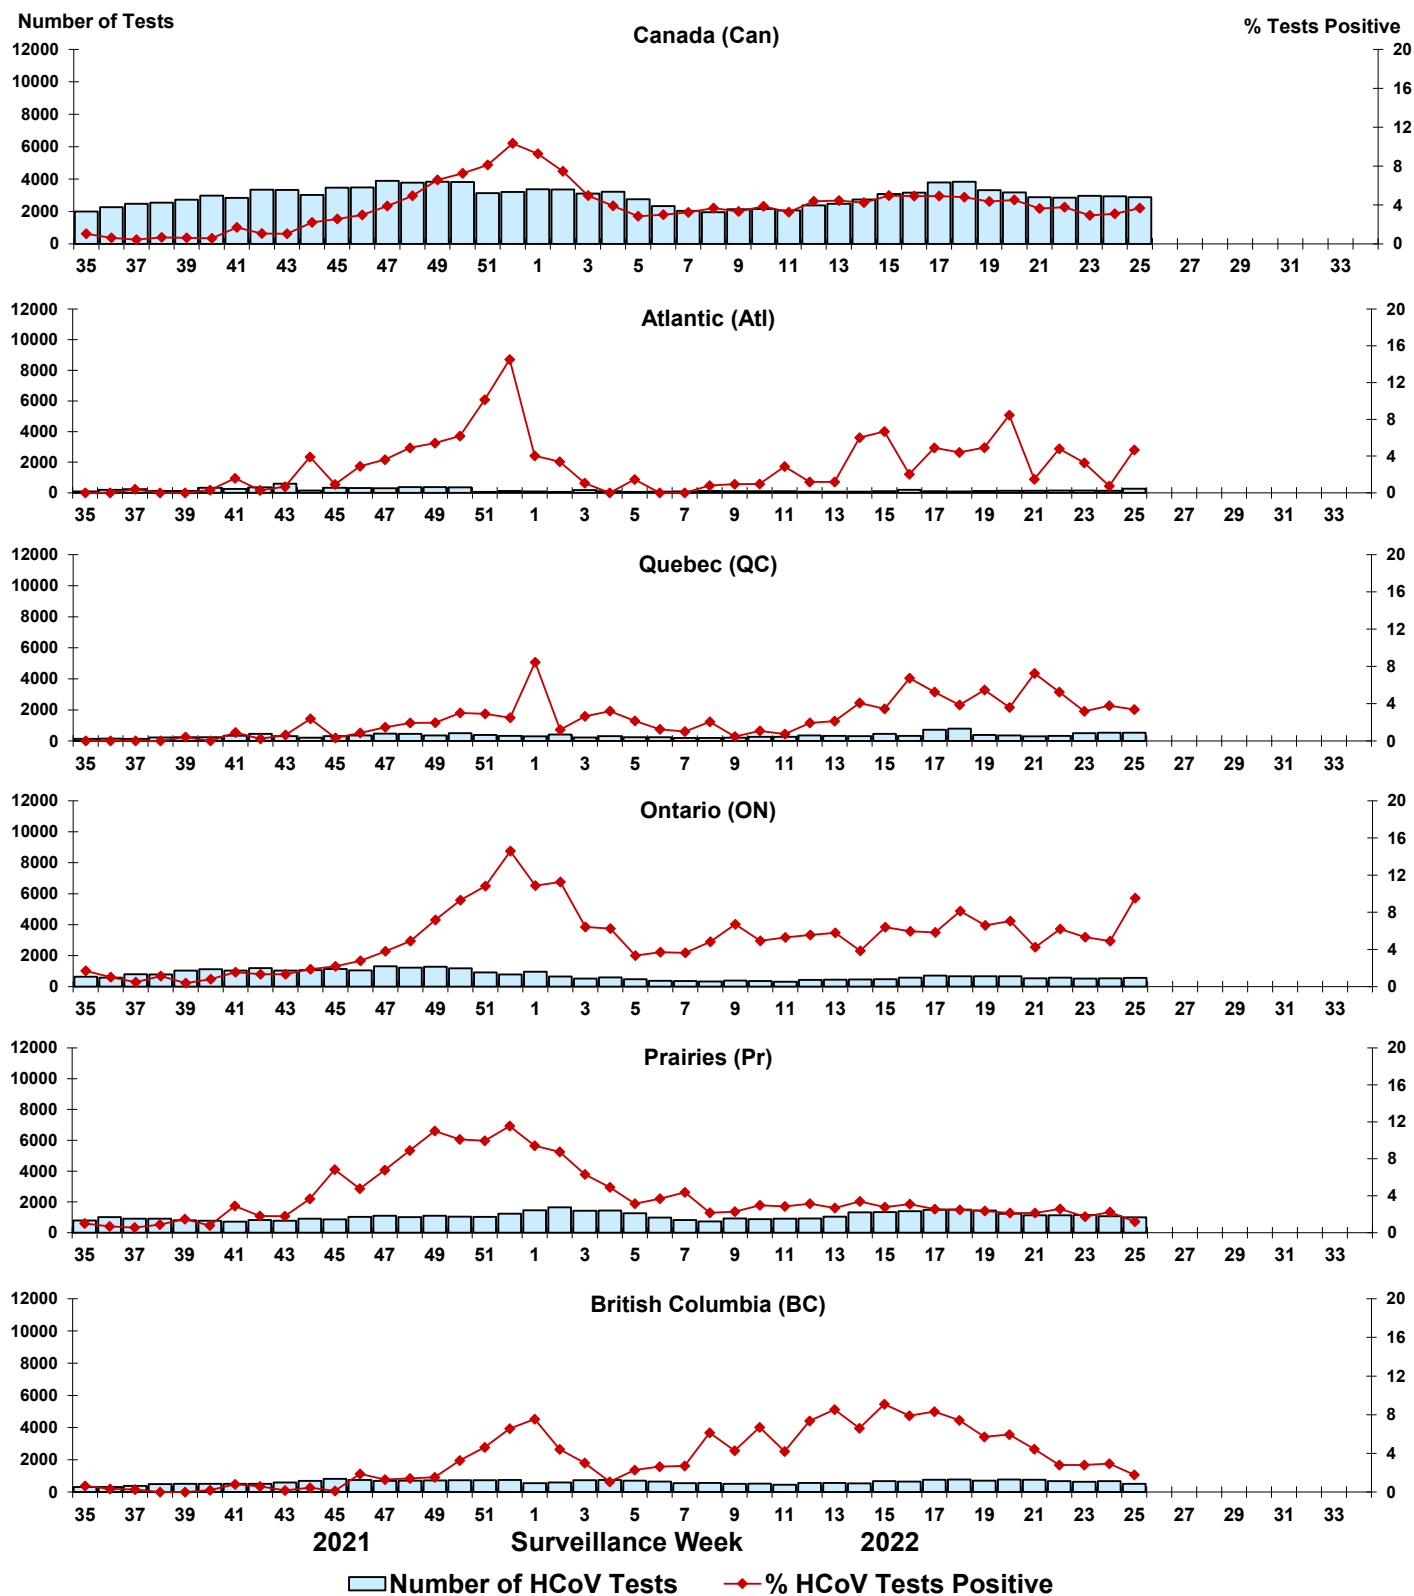 Number of Tests
Canada (Can)
% Tests Positive
12000 20
10000 16
8000 12
6000 8
4000 4
2000 0
0
35 37 39 41 43 45 47 49 51 1 3 5 7 9 11 13 15 17 19 21 23 25 27 29 31 33
Atlantic (Atl)
12000 20
10000 16
8000 12
6000 8
4000 4
2000 0
0
35 37 39 41 43 45 47 49 51 1 3 5 7 9 11 13 15 17 19 21 23 25 27 29 31 33
Quebec (QC)
12000 20
10000 16
8000 12
6000 8
4000 4
2000 0
0
35 37 39 41 43 45 47 49 51 1 3 5 7 9 11 13 15 17 19 21 23 25 27 29 31 33
Ontario (ON)
12000 20
10000 16
8000 12
6000 8
4000 4
2000 0
0
35 37 39 41 43 45 47 49 51 1 3 5 7 9 11 13 15 17 19 21 23 25 27 29 31 33
Prairies (Pr)
12000 20
10000 16
8000 12
6000 8
4000 4
2000 0
0
35 37 39 41 43 45 47 49 51 1 3 5 7 9 11 13 15 17 19 21 23 25 27 29 31 33
British Columbia (BC)
12000 20
10000 16
8000 12
6000 8
4000 4
2000 0
0
35 37 39 41 43 45 47 49 51 1 3 5 7 9 11 13 15 17 19 21 23 25 27 29 31 33
2021 Surveillance Week 2022
Number of HCoV Tests % HCoV Tests Positive